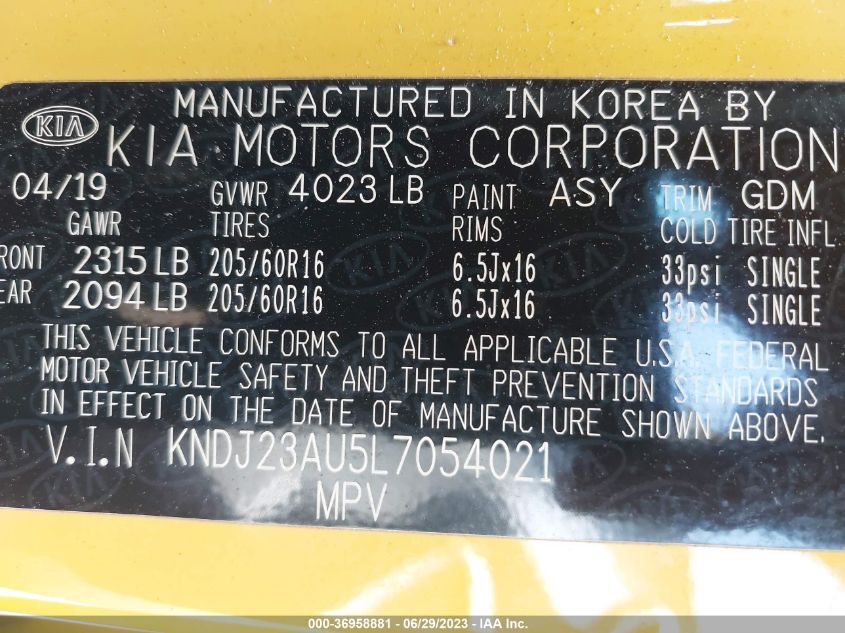 MANUFACTURED IN KOREA BY
KIA KIA MOTORS CORPORATION
04/19 GVWR 4023 LB PAINT ASY TRIM GDM
GAWR TIRES RIMS COLD TIRE INFL.
RONT 2315 LB 205/60R16 6.5Jx16 33psi SINGLE
EAR 2094 LB 205/60R16 6.5Jx16 33psi SINGLE
THIS VEHICLE CONFORMS TO ALL APPLICABLE U.S.A. FEDERAL
MOTOR VEHICLE SAFETY AND THEFT PREVENTION STANDARDS
IN EFFECT ON THE DATE OF MANUFACTURE SHOWN ABOVE.
V.I.N KNDJ23AU5L7054021
MPV
000-36958881 - 06/29/2023 - IAA Inc.